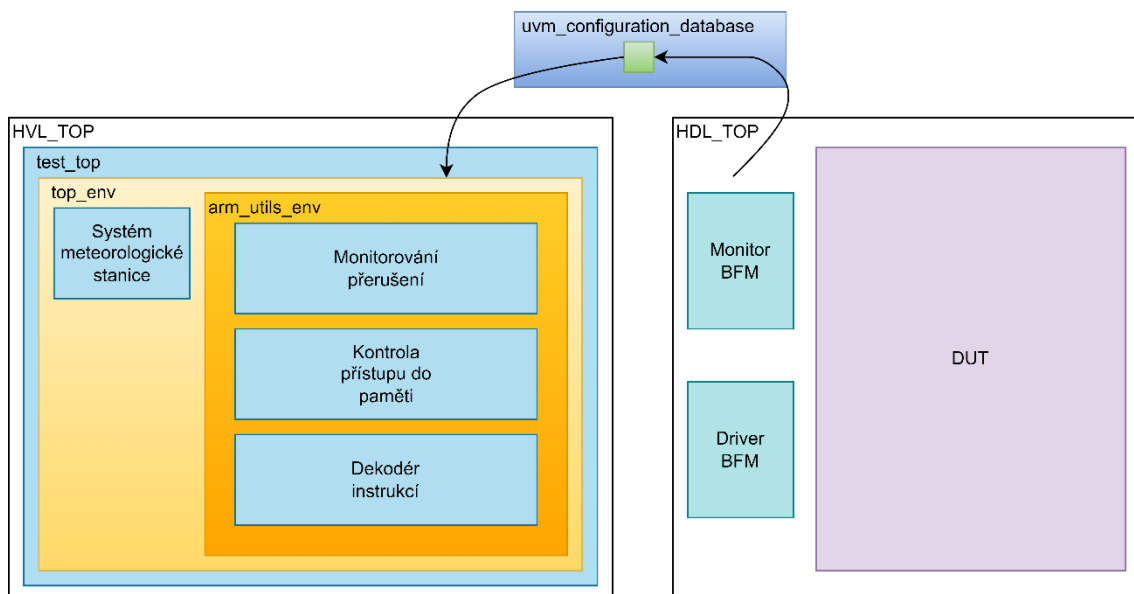 uvm_configuration_database
HVL_TOP
test_top
top_env
Systém
meteorologické
stanice
arm_utils_env
Monitorování
přerušení
Kontrola
přístupu do
paměti
Dekodér
instrukcí
HDL_TOP
Monitor
BFM
Driver
BFM
DUT